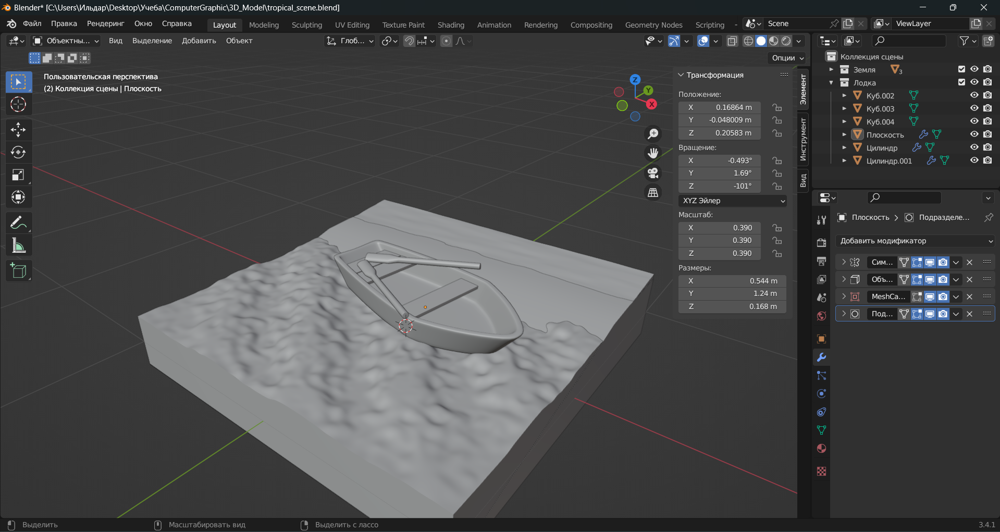 Blender* [C:\Users\Ильдар\Desktop\Учеба\ComputerGraphic\3D_Model\tropical_scene.blend]
Файл Правка Рендеринг Окно Справка Layout Modeling Sculpting UV Editing Texture Paint Shading Animation Rendering Compositing Geometry Nodes Scripting Scene ViewLayer
Объектны... Вид Выделение Добавить Объект Глоб...
Опции
Пользовательская перспектива
(2) Коллекция сцены | Плоскость
Z
Y
X
Трансформация
Положение:
X 0.16864 m
Y -0.048009 m
Z 0.20583 m
Вращение:
X -0.493°
Y 1.69°
Z -101°
XYZ Эйлер
Масштаб:
X 0.390
Y 0.390
Z 0.390
Размеры:
X 0.544 m
Y 1.24 m
Z 0.168 m
Элемент
Инструмент
Вид
Коллекция сцены
Земля 3
Лодка
Куб.002
Куб.003
Куб.004
Плоскость
Цилиндр
Цилиндр.001
Плоскость Подразделе...
Добавить модификатор
Сим...
Объ...
MeshCa...
Под...
Выделить Масштабировать вид Выделить с лассо 3.4.1